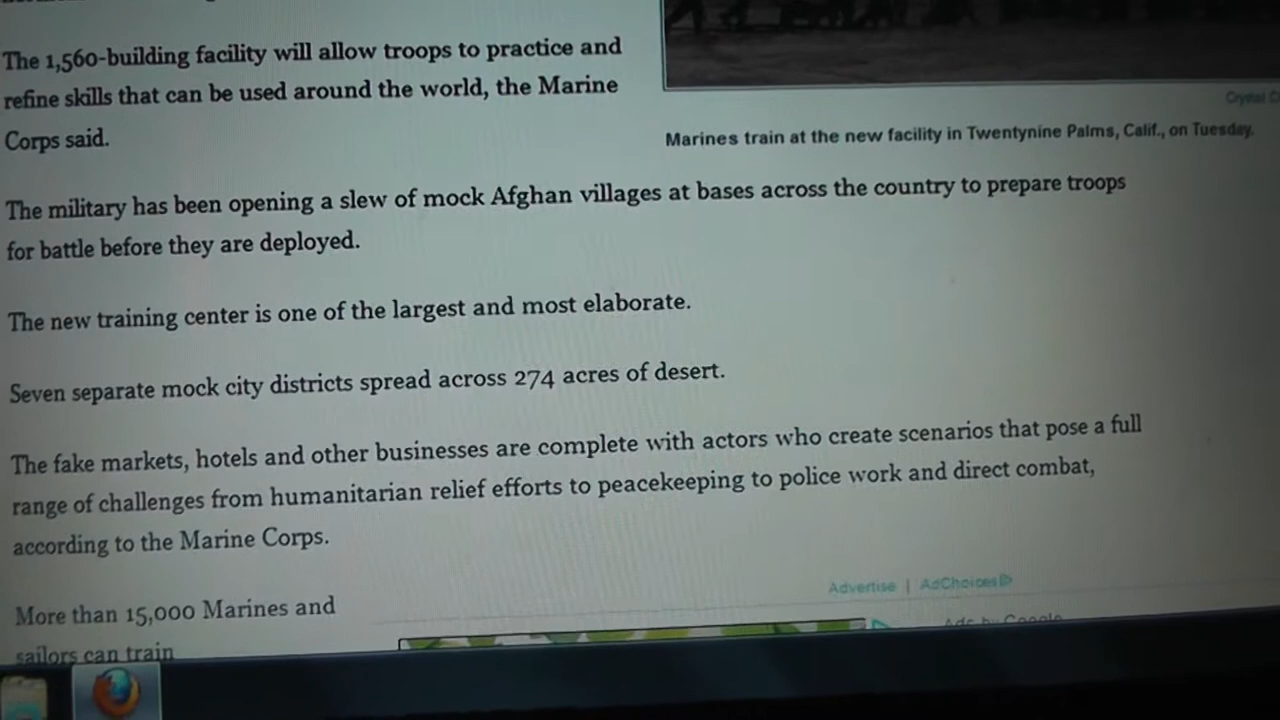 The 1,560-building facility will allow troops to practice and
refine skills that can be used around the world, the Marine
Corps said.
Crystal
Marines train at the new facility in Twentynine Palms, Calif., on Tuesday.
The military has been opening a slew of mock Afghan villages at bases across the country to prepare troops
for battle before they are deployed.
The new training center is one of the largest and most elaborate.
Seven separate mock city districts spread across 274 acres of desert.
The fake markets, hotels and other businesses are complete with actors who create scenarios that pose a full
range of challenges from humanitarian relief efforts to peacekeeping to police work and direct combat,
according to the Marine Corps.
Advertise | AdChoices
More than 15,000 Marines and
Ads by Google
sailors can train